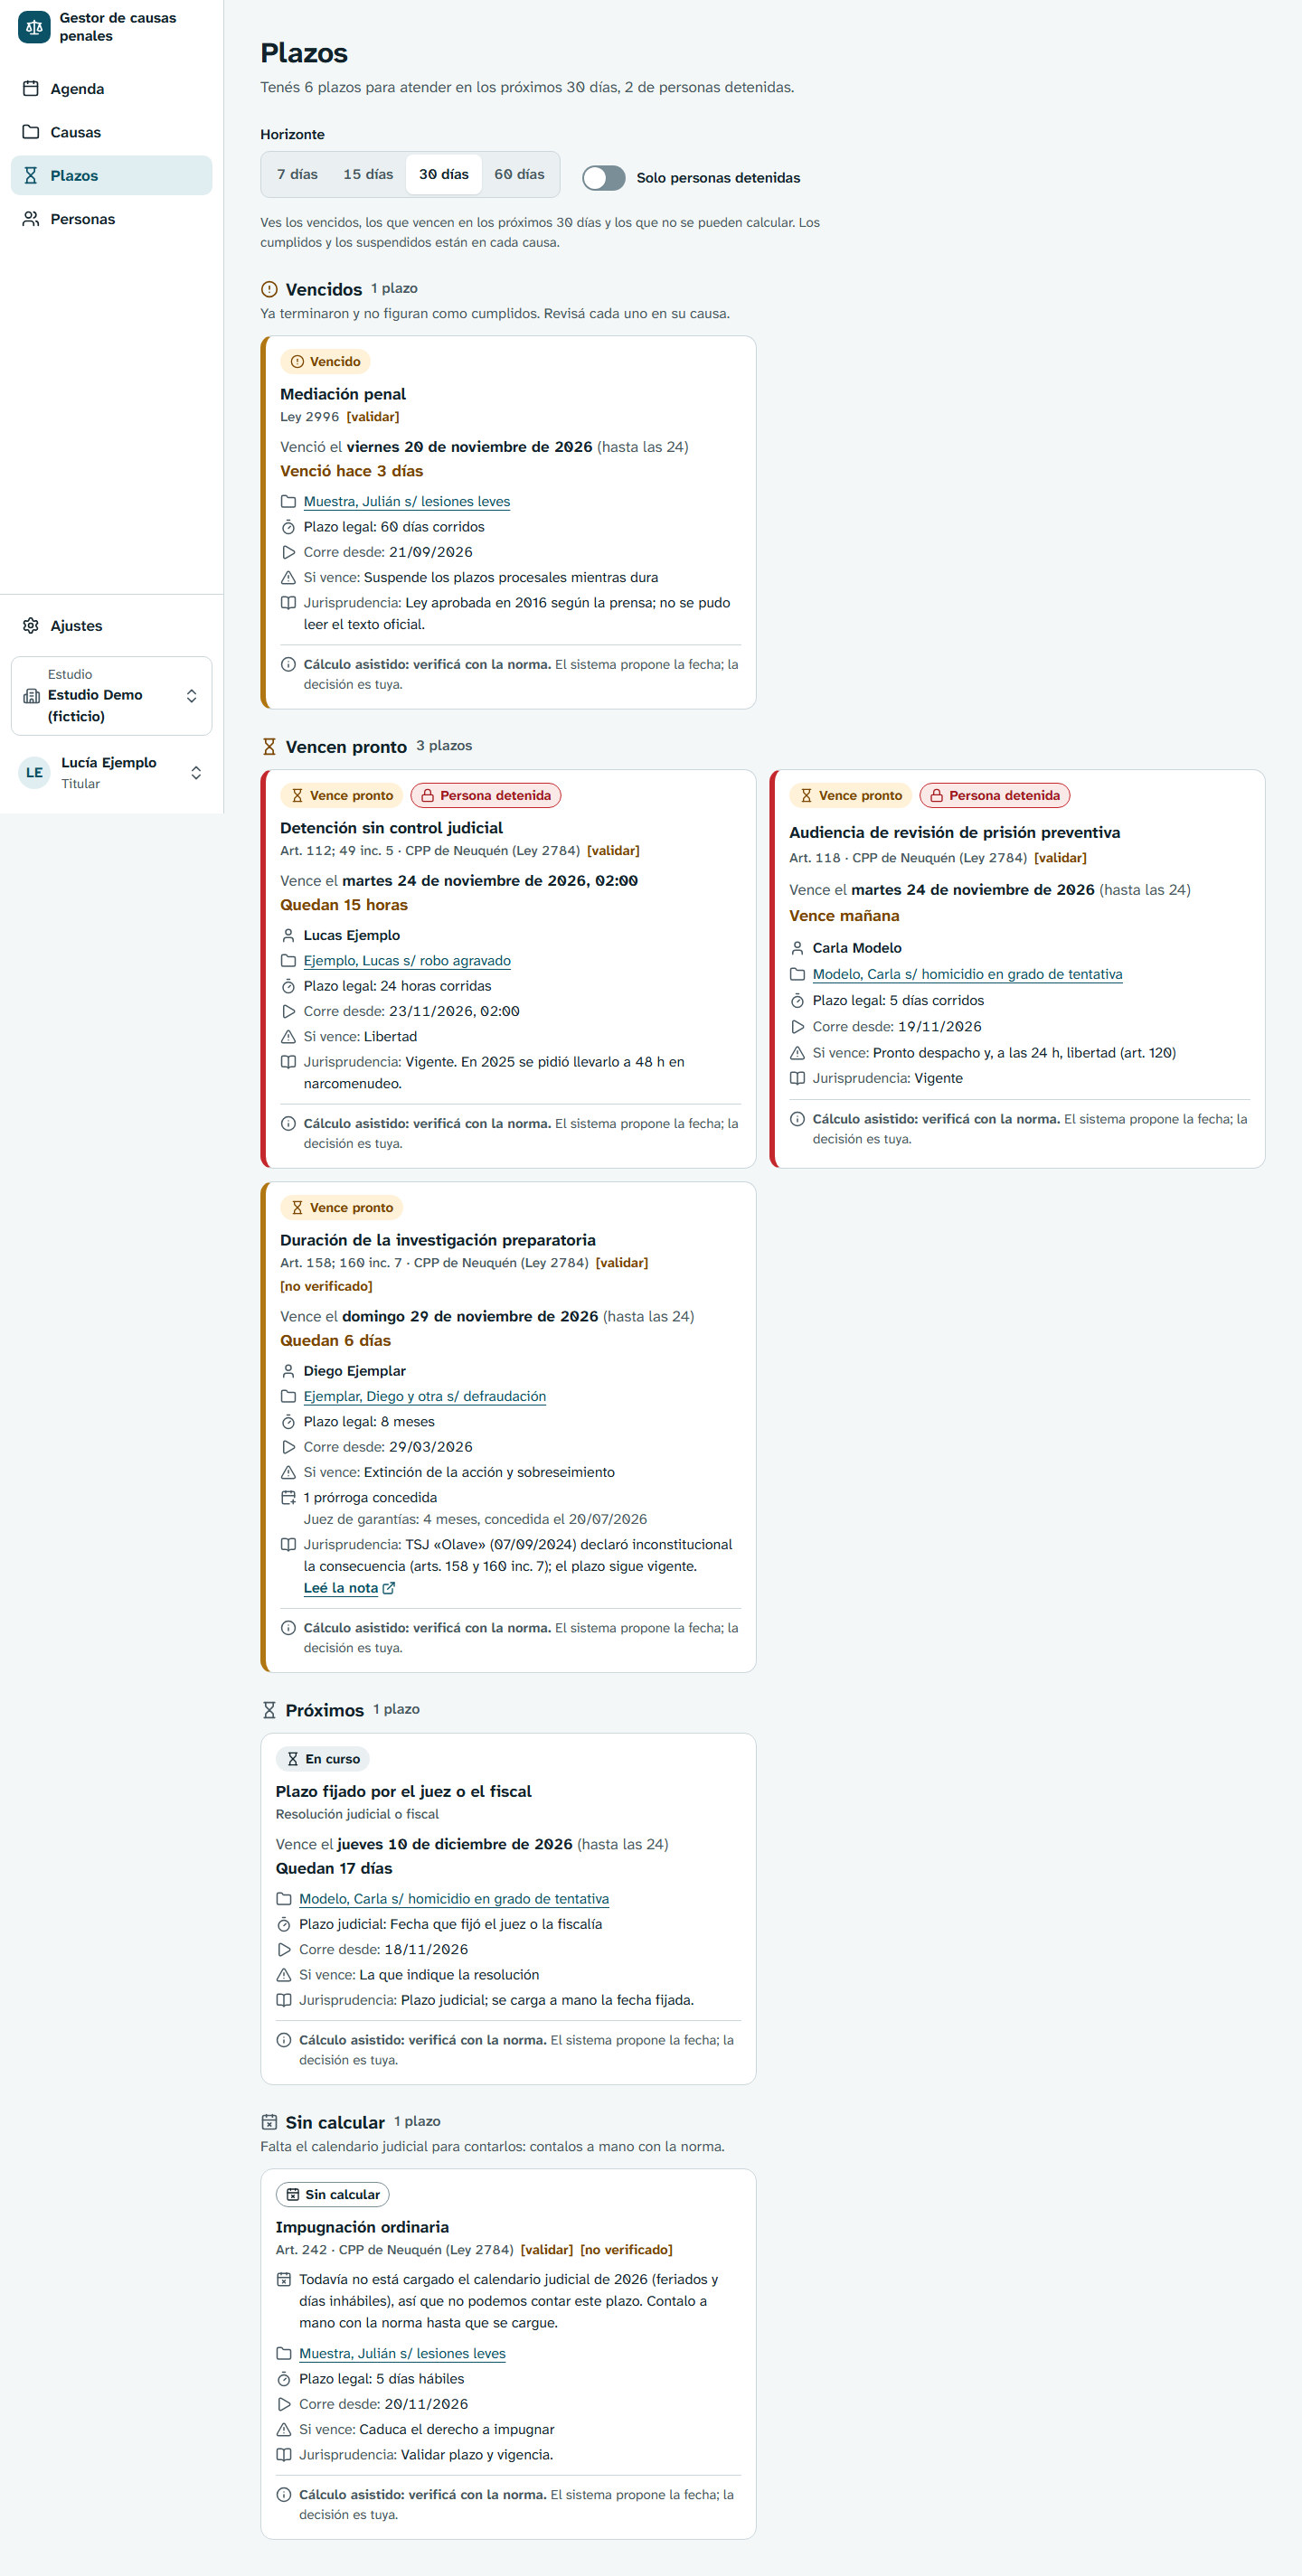 Gestor de causas
penales
Agenda
Causas
Plazos
Personas
Ajustes
Estudio
Estudio Demo
(ficticio)
LE
Lucía Ejemplo
Titular
Plazos
Tenés 6 plazos para atender en los próximos 30 días, 2 de personas detenidas.
Horizonte
7 días 15 días 30 días 60 días
Solo personas detenidas
Ves los vencidos, los que vencen en los próximos 30 días y los que no se pueden calcular. Los
cumplidos y los suspendidos están en cada causa.
Vencidos 1 plazo
Ya terminaron y no figuran como cumplidos. Revisá cada uno en su causa.
Vencido
Mediación penal
Ley 2996 [validar]
Venció el viernes 20 de noviembre de 2026 (hasta las 24)
Venció hace 3 días
Muestra, Julián s/ lesiones leves
Plazo legal: 60 días corridos
Corre desde: 21/09/2026
Si vence: Suspende los plazos procesales mientras dura
Jurisprudencia: Ley aprobada en 2016 según la prensa; no se pudo
leer el texto oficial.
Cálculo asistido: verificá con la norma. El sistema propone la fecha; la
decisión es tuya.
Vencen pronto 3 plazos
Vence pronto Persona detenida
Detención sin control judicial
Art. 112; 49 inc. 5 · CPP de Neuquén (Ley 2784) [validar]
Vence el martes 24 de noviembre de 2026, 02:00
Quedan 15 horas
Lucas Ejemplo
Ejemplo, Lucas s/ robo agravado
Plazo legal: 24 horas corridas
Corre desde: 23/11/2026, 02:00
Si vence: Libertad
Jurisprudencia: Vigente. En 2025 se pidió llevarlo a 48 h en
narcomenudeo.
Cálculo asistido: verificá con la norma. El sistema propone la fecha; la
decisión es tuya.
Vence pronto Persona detenida
Audiencia de revisión de prisión preventiva
Art. 118 · CPP de Neuquén (Ley 2784) [validar]
Vence el martes 24 de noviembre de 2026 (hasta las 24)
Vence mañana
Carla Modelo
Modelo, Carla s/ homicidio en grado de tentativa
Plazo legal: 5 días corridos
Corre desde: 19/11/2026
Si vence: Pronto despacho y, a las 24 h, libertad (art. 120)
Jurisprudencia: Vigente
Cálculo asistido: verificá con la norma. El sistema propone la fecha; la
decisión es tuya.
Vence pronto
Duración de la investigación preparatoria
Art. 158; 160 inc. 7 · CPP de Neuquén (Ley 2784) [validar]
[no verificado]
Vence el domingo 29 de noviembre de 2026 (hasta las 24)
Quedan 6 días
Diego Ejemplar
Ejemplar, Diego y otra s/ defraudación
Plazo legal: 8 meses
Corre desde: 29/03/2026
Si vence: Extinción de la acción y sobreseimiento
1 prórroga concedida
Juez de garantías: 4 meses, concedida el 20/07/2026
Jurisprudencia: TSJ «Olave» (07/09/2024) declaró inconstitucional
la consecuencia (arts. 158 y 160 inc. 7); el plazo sigue vigente.
Leé la nota
Cálculo asistido: verificá con la norma. El sistema propone la fecha; la
decisión es tuya.
Próximos 1 plazo
En curso
Plazo fijado por el juez o el fiscal
Resolución judicial o fiscal
Vence el jueves 10 de diciembre de 2026 (hasta las 24)
Quedan 17 días
Modelo, Carla s/ homicidio en grado de tentativa
Plazo judicial: Fecha que fijó el juez o la fiscalía
Corre desde: 18/11/2026
Si vence: La que indique la resolución
Jurisprudencia: Plazo judicial; se carga a mano la fecha fijada.
Cálculo asistido: verificá con la norma. El sistema propone la fecha; la
decisión es tuya.
Sin calcular 1 plazo
Falta el calendario judicial para contarlos: contalos a mano con la norma.
Sin calcular
Impugnación ordinaria
Art. 242 · CPP de Neuquén (Ley 2784) [validar] [no verificado]
Todavía no está cargado el calendario judicial de 2026 (feriados y
días inhábiles), así que no podemos contar este plazo. Contalo a
mano con la norma hasta que se cargue.
Muestra, Julián s/ lesiones leves
Plazo legal: 5 días hábiles
Corre desde: 20/11/2026
Si vence: Caduca el derecho a impugnar
Jurisprudencia: Validar plazo y vigencia.
Cálculo asistido: verificá con la norma. El sistema propone la fecha; la
decisión es tuya.